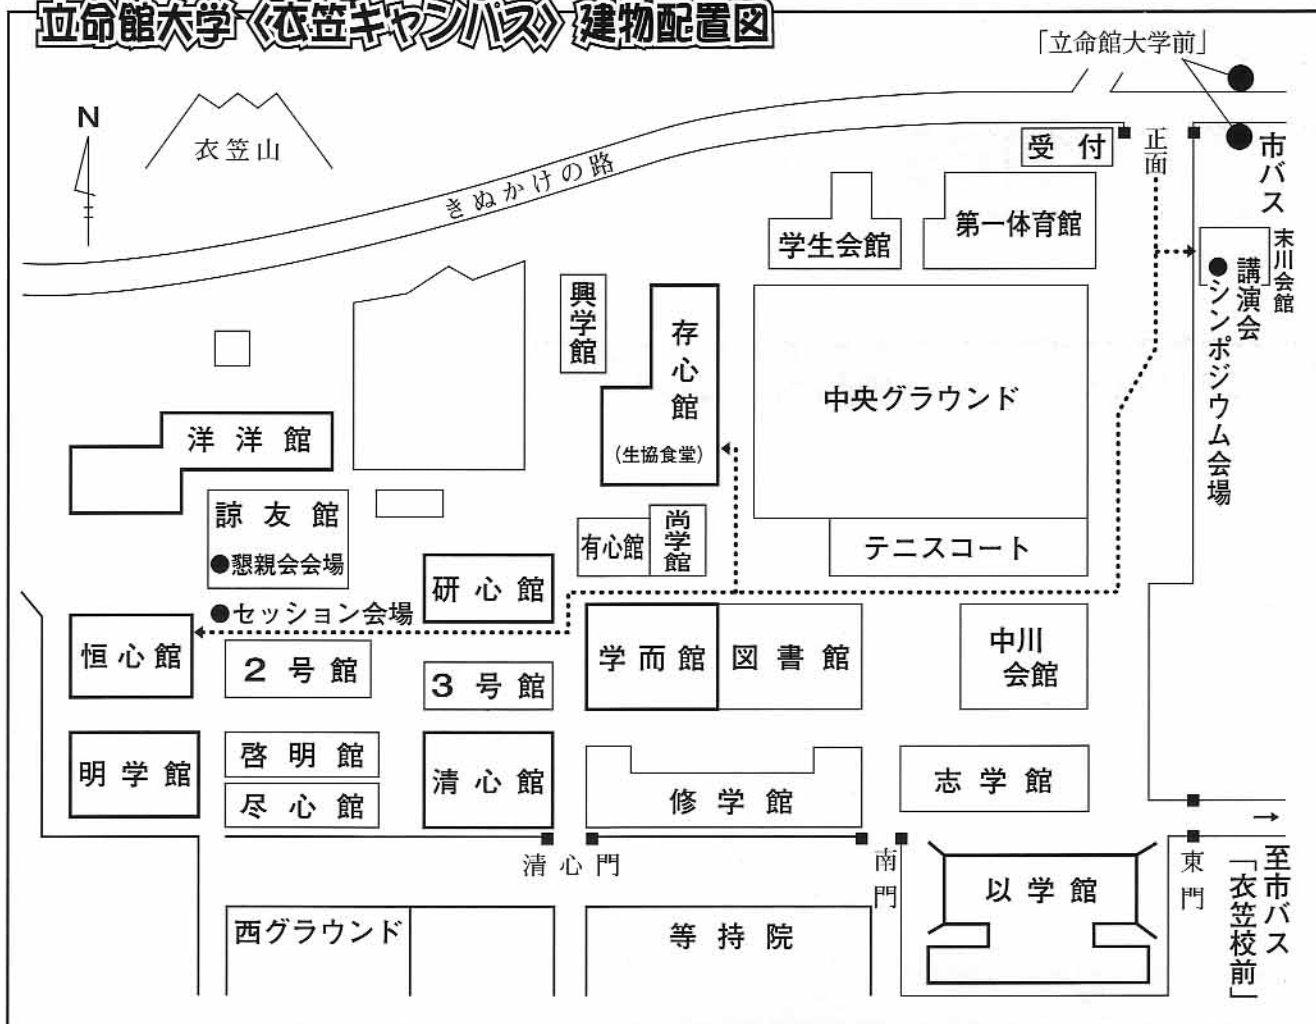 立命館大学〈衣笠キャンパス〉建物配置図
「立命館大学前」
N
衣笠山
きぬかけの路
受付
正面
市バス
学生会館
第一体育館
末川会館
●講演会
シンポジウム会場
興学館
存心館
(生協食堂)
中央グラウンド
洋洋館
諒友館
●懇親会会場
有心館
尚学館
テニスコート
研心館
●セッション会場
恒心館
2号館
3号館
学而館
図書館
中川
会館
明学館
啓明館
尽心館
清心館
修学館
志学館
→
清心門
南門
以学館
東門
至市バス
「衣笠校前」
西グラウンド
等持院